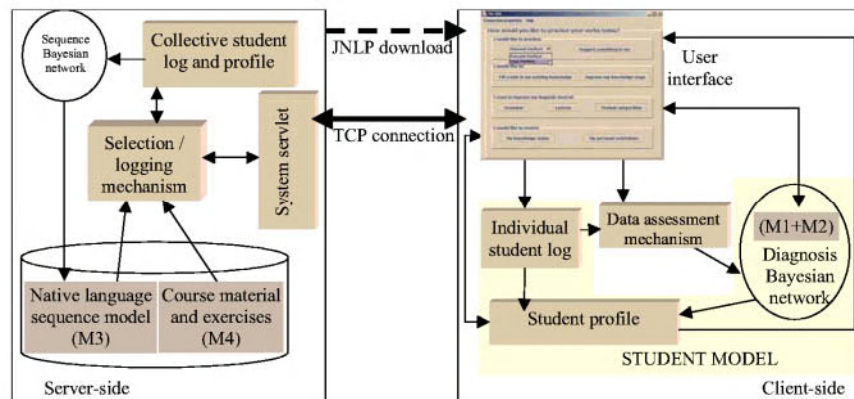 Sequence
Bayesian
network
Collective student
log and profile
JNLP download
User
interface
Selection /
logging
mechanism
System servlet
TCP connection
Individual
student log
Data assessment
mechanism
(M1+M2)
Diagnosis
Bayesian
network
Native language
sequence model
(M3)
Course material
and exercises
(M4)
Student profile
STUDENT MODEL
Server-side
Client-side